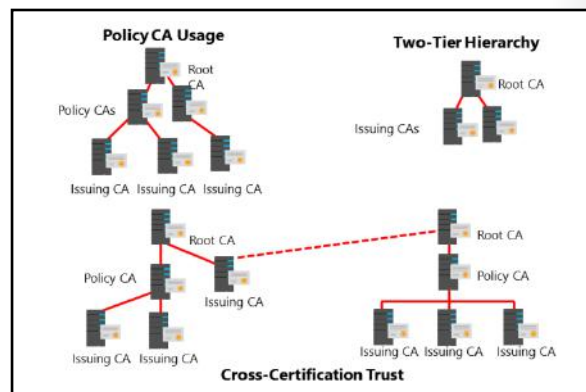 Policy CA Usage
Two-Tier Hierarchy
Root
CA
Root CA
Policy CAs
Issuing CAs
Issuing CA Issuing CA Issuing CA
Root CA
Root CA
Policy CA
Policy CA
Issuing CA
Issuing CA Issuing CA
Issuing CA Issuing CA Issuing CA
Cross-Certification Trust